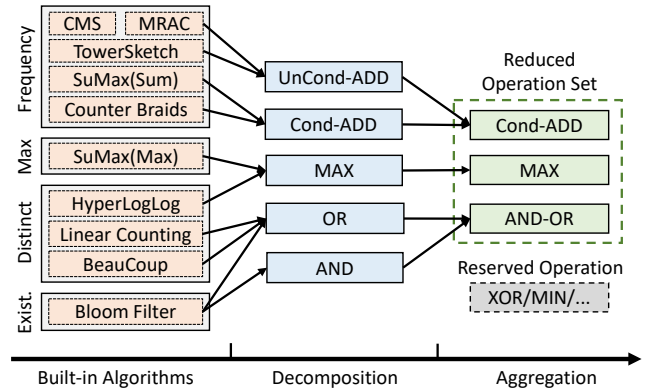 Frequency
CMS
MRAC
TowerSketch
SuMax(Sum)
Counter Braids
Max
SuMax(Max)
Distinct
HyperLogLog
Linear Counting
BeauCoup
Exist.
Bloom Filter
UnCond-ADD
Cond-ADD
MAX
OR
AND
Reduced
Operation Set
Cond-ADD
MAX
AND-OR
Reserved Operation
XOR/MIN/...
Built-in Algorithms
Decomposition
Aggregation